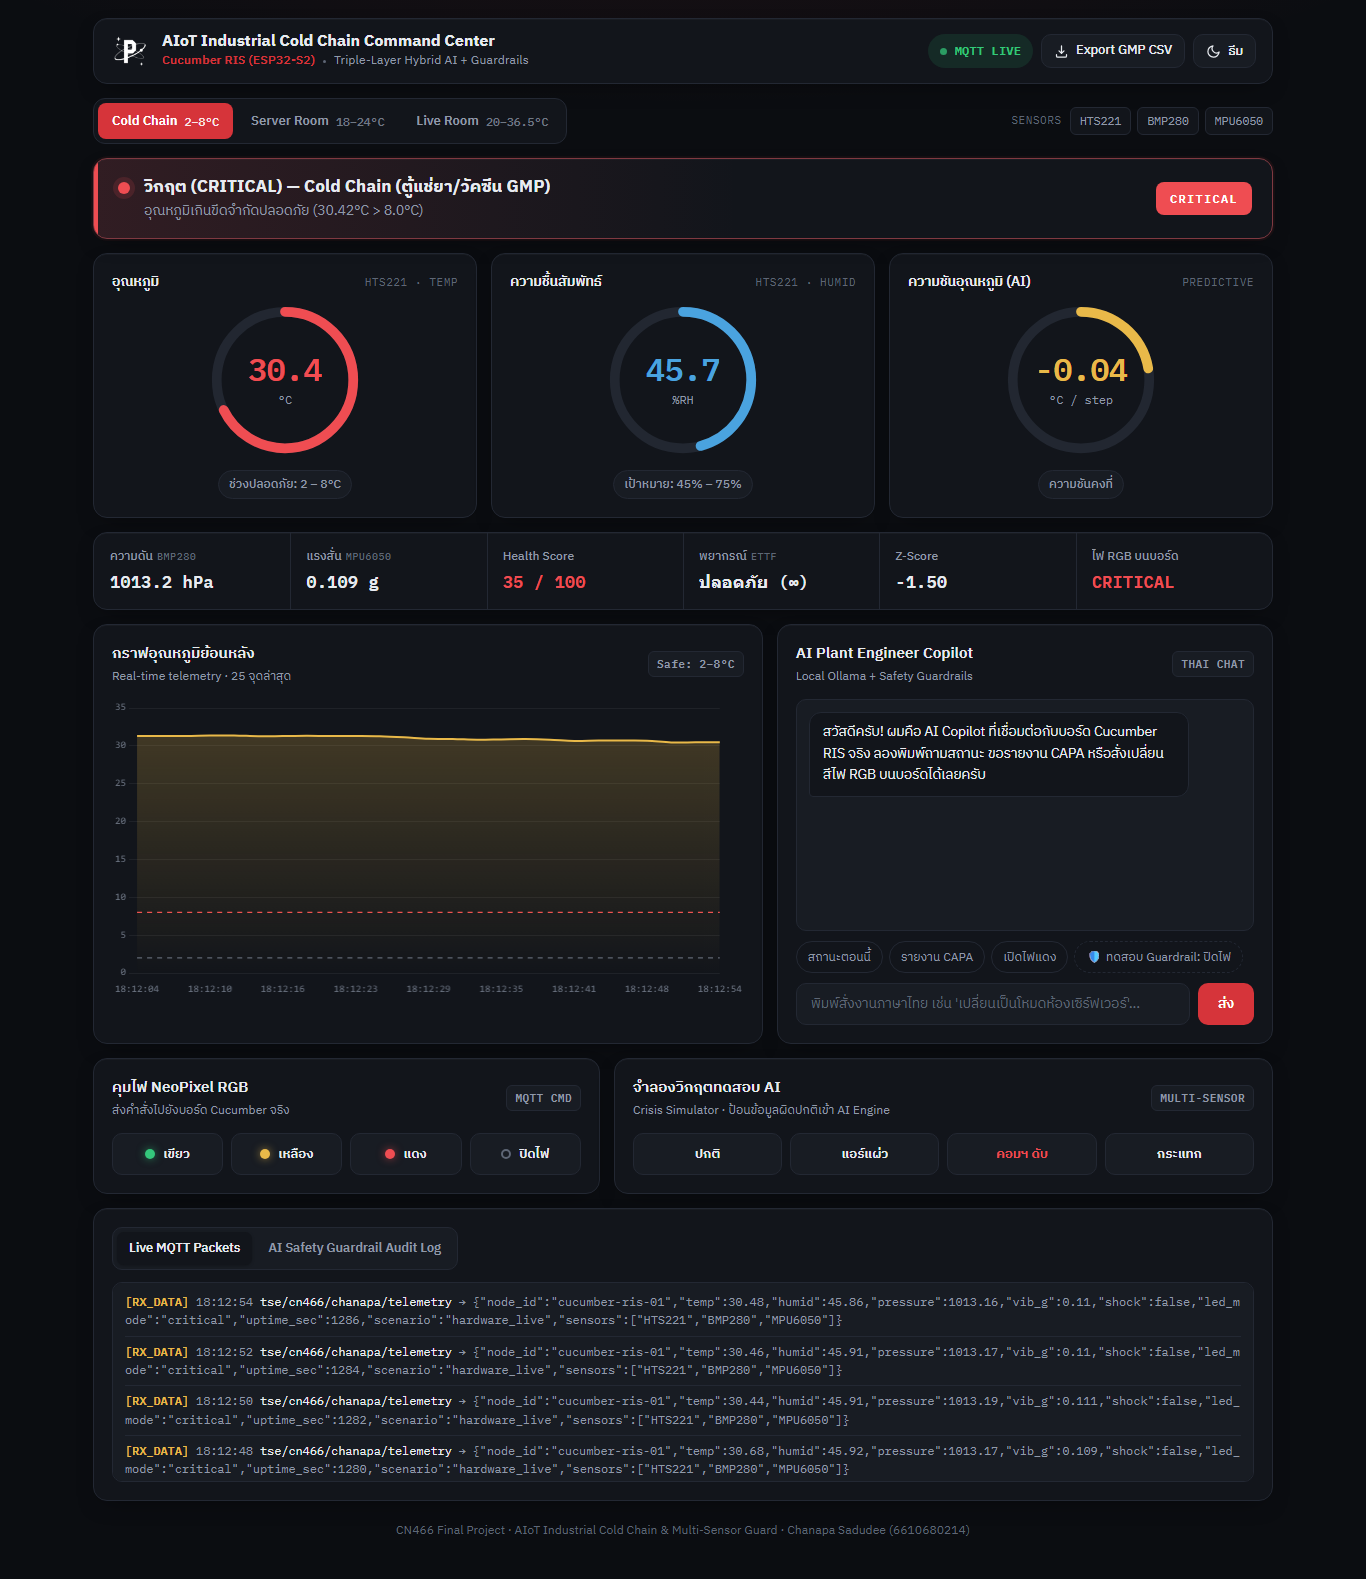 AIoT Industrial Cold Chain Command Center
Cucumber RIS (ESP32-S2) • Triple-Layer Hybrid AI + Guardrails
MQTT LIVE
Export GMP CSV
ธีม
Cold Chain 2–8°C
Server Room 18–24°C
Live Room 20–36.5°C
SENSORS HTS221 BMP280 MPU6050
วิกฤต (CRITICAL) — Cold Chain (ตู้แช่ยา/วัคซีน GMP)
อุณหภูมิเกินขีดจำกัดปลอดภัย (30.42°C > 8.0°C)
CRITICAL
อุณหภูมิ
HTS221 · TEMP
30.4
°C
ช่วงปลอดภัย: 2 – 8°C
ความชื้นสัมพัทธ์
HTS221 · HUMID
45.7
%RH
เป้าหมาย: 45% – 75%
ความชันอุณหภูมิ (AI)
PREDICTIVE
-0.04
°C / step
ความชันคงที่
ความดัน BMP280
1013.2 hPa
แรงสั่น MPU6050
0.109 g
Health Score
35 / 100
พยากรณ์ ETTF
ปลอดภัย (∞)
Z-Score
-1.50
ไฟ RGB บนบอร์ด
CRITICAL
กราฟอุณหภูมิย้อนหลัง
Real-time telemetry · 25 จุดล่าสุด
Safe: 2–8°C
35
30
25
20
15
10
5
0
18:12:04 18:12:10 18:12:16 18:12:23 18:12:29 18:12:35 18:12:41 18:12:48 18:12:54
AI Plant Engineer Copilot
Local Ollama + Safety Guardrails
THAI CHAT
สวัสดีครับ! ผมคือ AI Copilot ที่เชื่อมต่อกับบอร์ด Cucumber
RIS จริง ลองพิมพ์ถามสถานะ ขอรายงาน CAPA หรือสั่งเปลี่ยน
สีไฟ RGB บนบอร์ดได้เลยครับ
สถานะตอนนี้
รายงาน CAPA
เปิดไฟแดง
ทดสอบ Guardrail: ปิดไฟ
พิมพ์สั่งงานภาษาไทย เช่น 'เปลี่ยนเป็นโหมดห้องเซิร์ฟเวอร์'...
ส่ง
คุมไฟ NeoPixel RGB
ส่งคำสั่งไปยังบอร์ด Cucumber จริง
MQTT CMD
เขียว
เหลือง
แดง
ปิดไฟ
จำลองวิกฤตทดสอบ AI
Crisis Simulator · ป้อนข้อมูลผิดปกติเข้า AI Engine
MULTI-SENSOR
ปกติ
แอร์แผ่ว
คอมฯ ดับ
กระแทก
Live MQTT Packets
AI Safety Guardrail Audit Log
[RX_DATA] 18:12:54 tse/cn466/chanapa/telemetry → {"node_id":"cucumber-ris-01","temp":30.48,"humid":45.86,"pressure":1013.16,"vib_g":0.11,"shock":false,"led_m
ode":"critical","uptime_sec":1286,"scenario":"hardware_live","sensors":["HTS221","BMP280","MPU6050"]}
[RX_DATA] 18:12:52 tse/cn466/chanapa/telemetry → {"node_id":"cucumber-ris-01","temp":30.46,"humid":45.91,"pressure":1013.17,"vib_g":0.11,"shock":false,"led_m
ode":"critical","uptime_sec":1284,"scenario":"hardware_live","sensors":["HTS221","BMP280","MPU6050"]}
[RX_DATA] 18:12:50 tse/cn466/chanapa/telemetry → {"node_id":"cucumber-ris-01","temp":30.44,"humid":45.91,"pressure":1013.19,"vib_g":0.111,"shock":false,"led_
mode":"critical","uptime_sec":1282,"scenario":"hardware_live","sensors":["HTS221","BMP280","MPU6050"]}
[RX_DATA] 18:12:48 tse/cn466/chanapa/telemetry → {"node_id":"cucumber-ris-01","temp":30.68,"humid":45.92,"pressure":1013.17,"vib_g":0.109,"shock":false,"led_
mode":"critical","uptime_sec":1280,"scenario":"hardware_live","sensors":["HTS221","BMP280","MPU6050"]}
CN466 Final Project · AIoT Industrial Cold Chain & Multi-Sensor Guard · Chanapa Sadudee (6610680214)